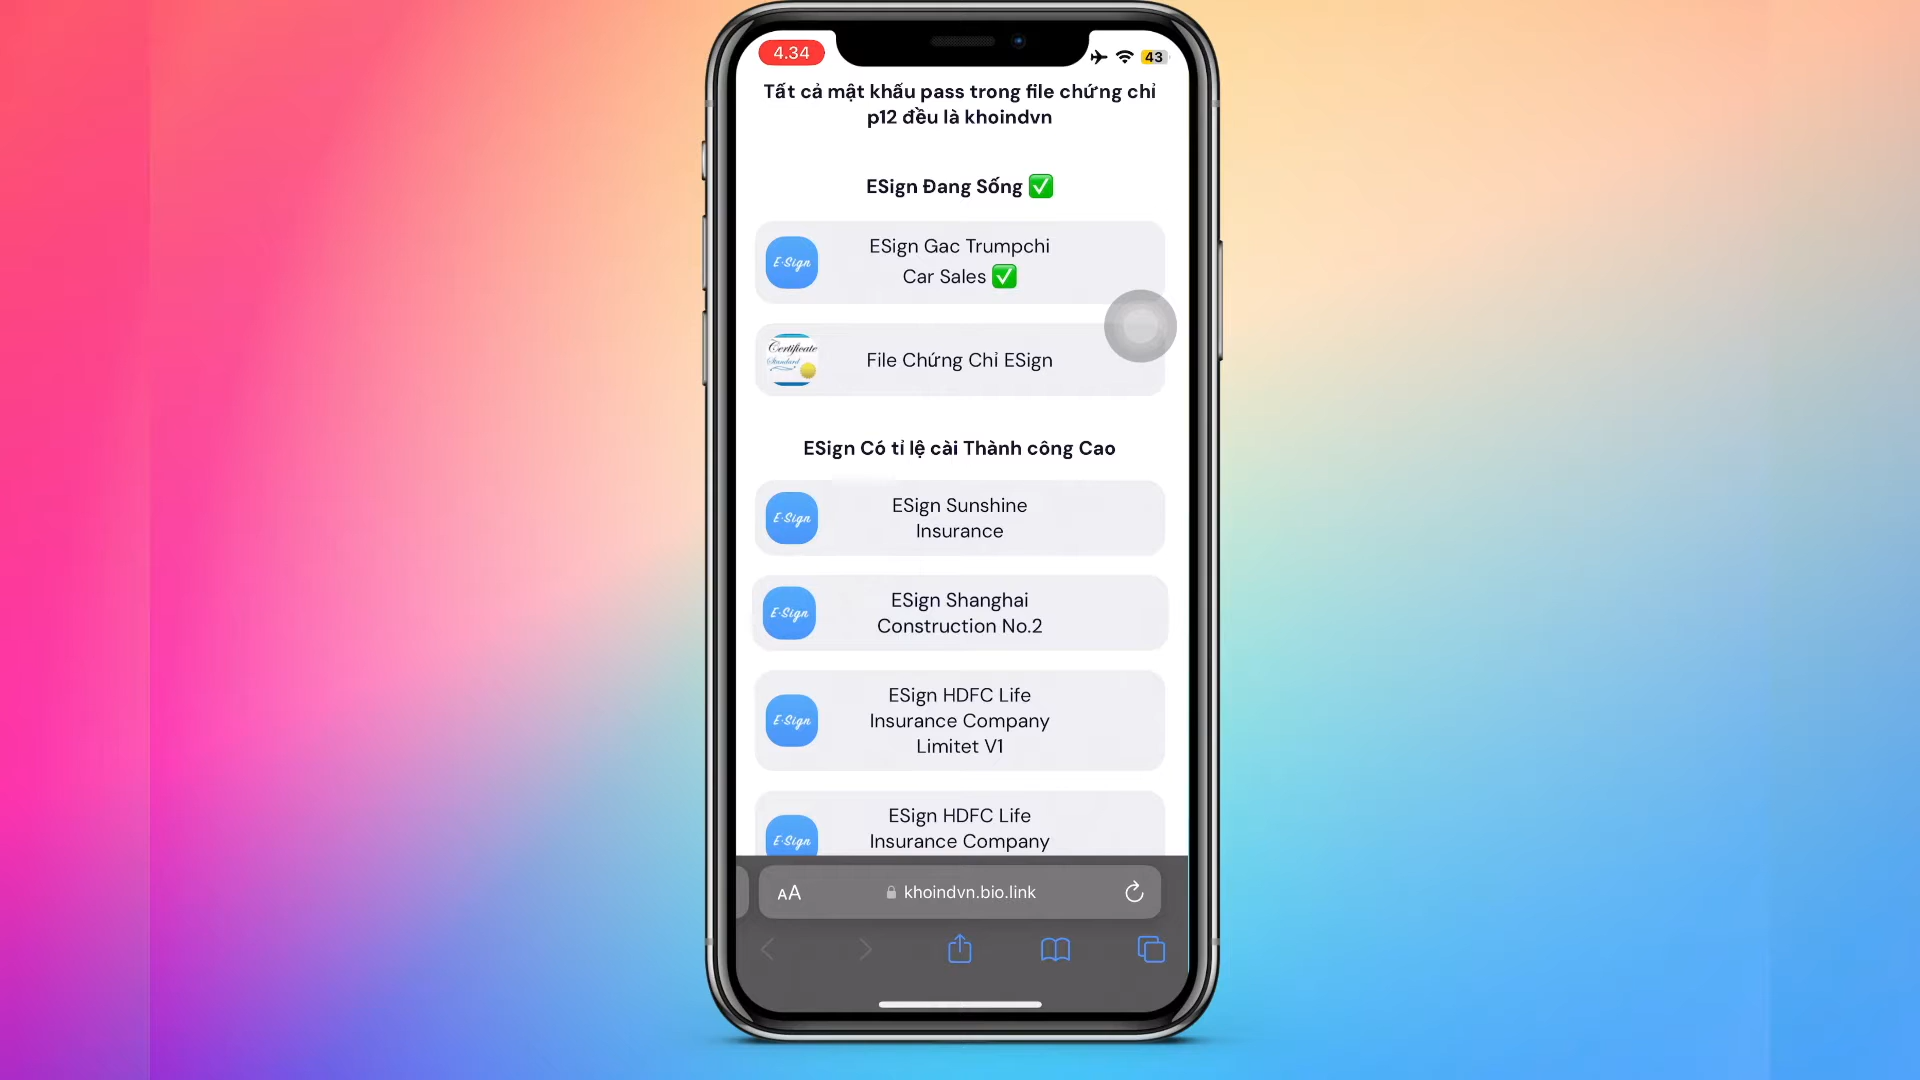 4.34
43
Tất cả mật khẩu pass trong file chứng chỉ
p12 đều là khoindvn
ESign Đang Sống ✅
E-Sign
ESign Gac Trumpchi
Car Sales ✅
Certificate
Standard
File Chứng Chỉ ESign
ESign Có tỉ lệ cài Thành công Cao
E-Sign
ESign Sunshine
Insurance
E-Sign
ESign Shanghai
Construction No.2
E-Sign
ESign HDFC Life
Insurance Company
Limitet V1
E-Sign
ESign HDFC Life
Insurance Company
AA
khoindvn.bio.link